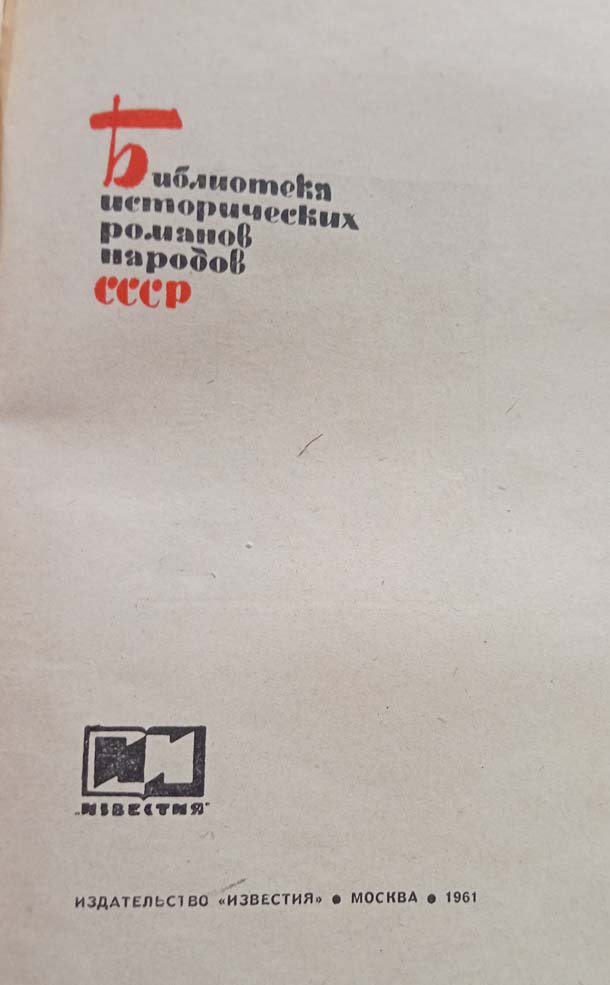 Библиотека
исторических
романов
народов
СССР
„ИЗВЕСТИЯ"
ИЗДАТЕЛЬСТВО «ИЗВЕСТИЯ» ● МОСКВА ● 1961